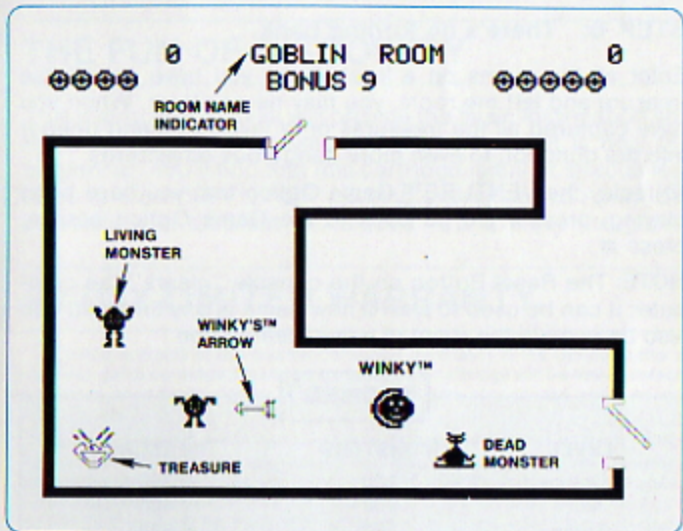 0 GOBLIN ROOM 0
BONUS 9
ROOM NAME
INDICATOR
LIVING
MONSTER
WINKY'S™
ARROW
WINKY™
TREASURE
DEAD
MONSTER